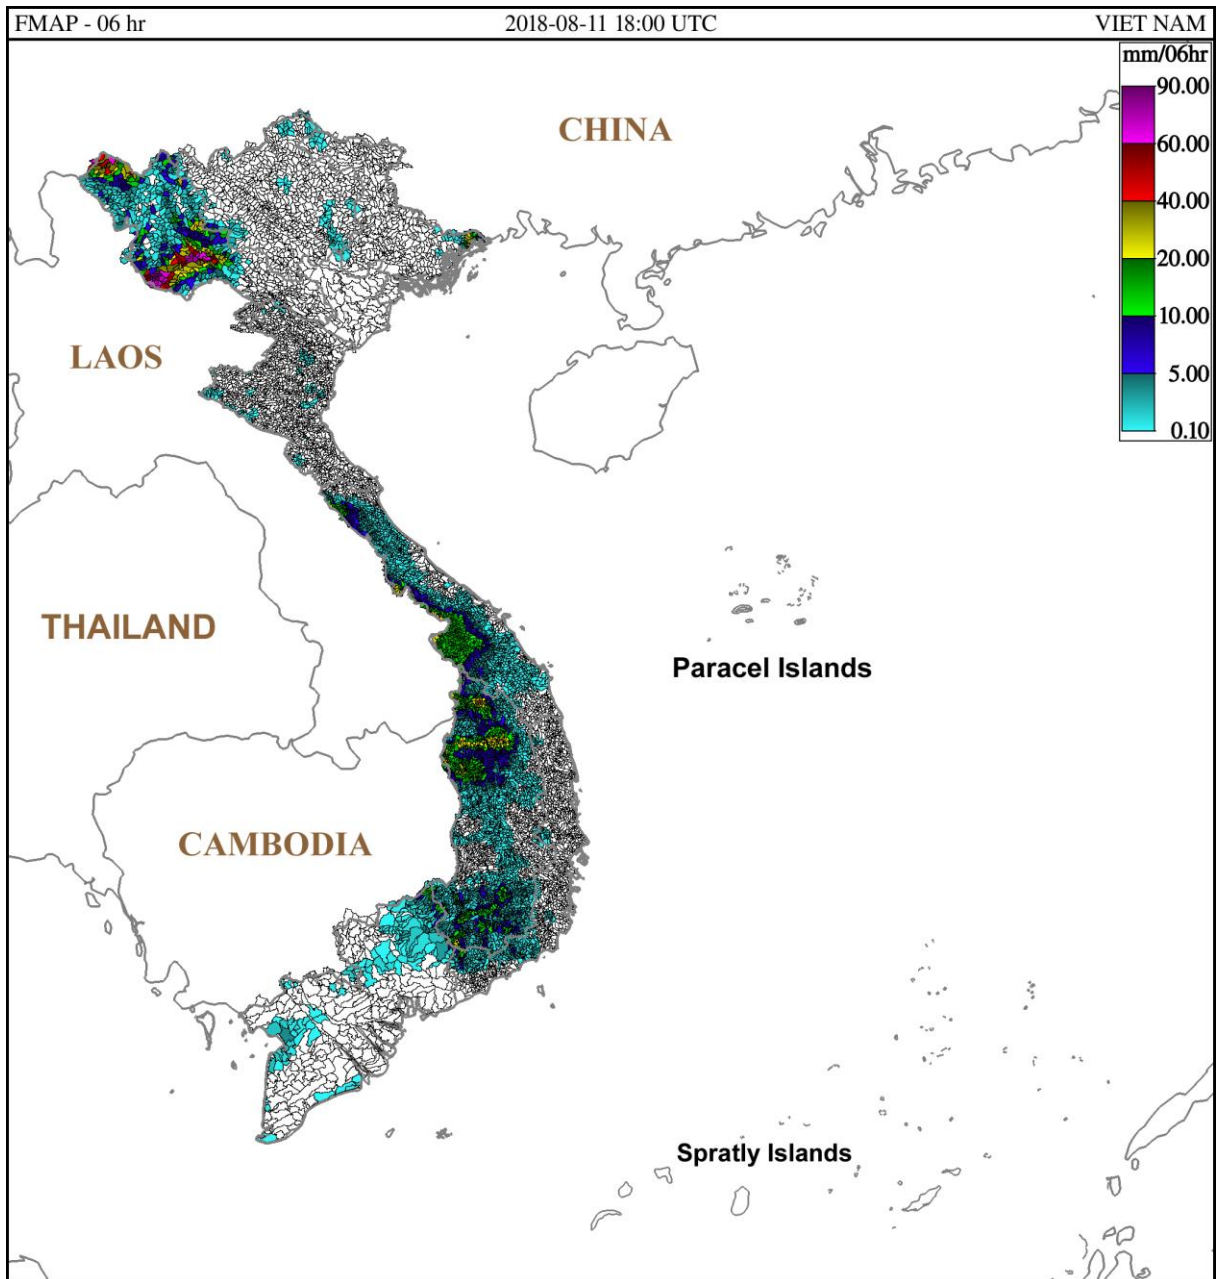 FMAP - 06 hr 2018-08-11 18:00 UTC VIET NAM
mm/06hr
90.00
60.00
40.00
20.00
10.00
5.00
0.10
CHINA
LAOS
THAILAND
Paracel Islands
CAMBODIA
Spratly Islands